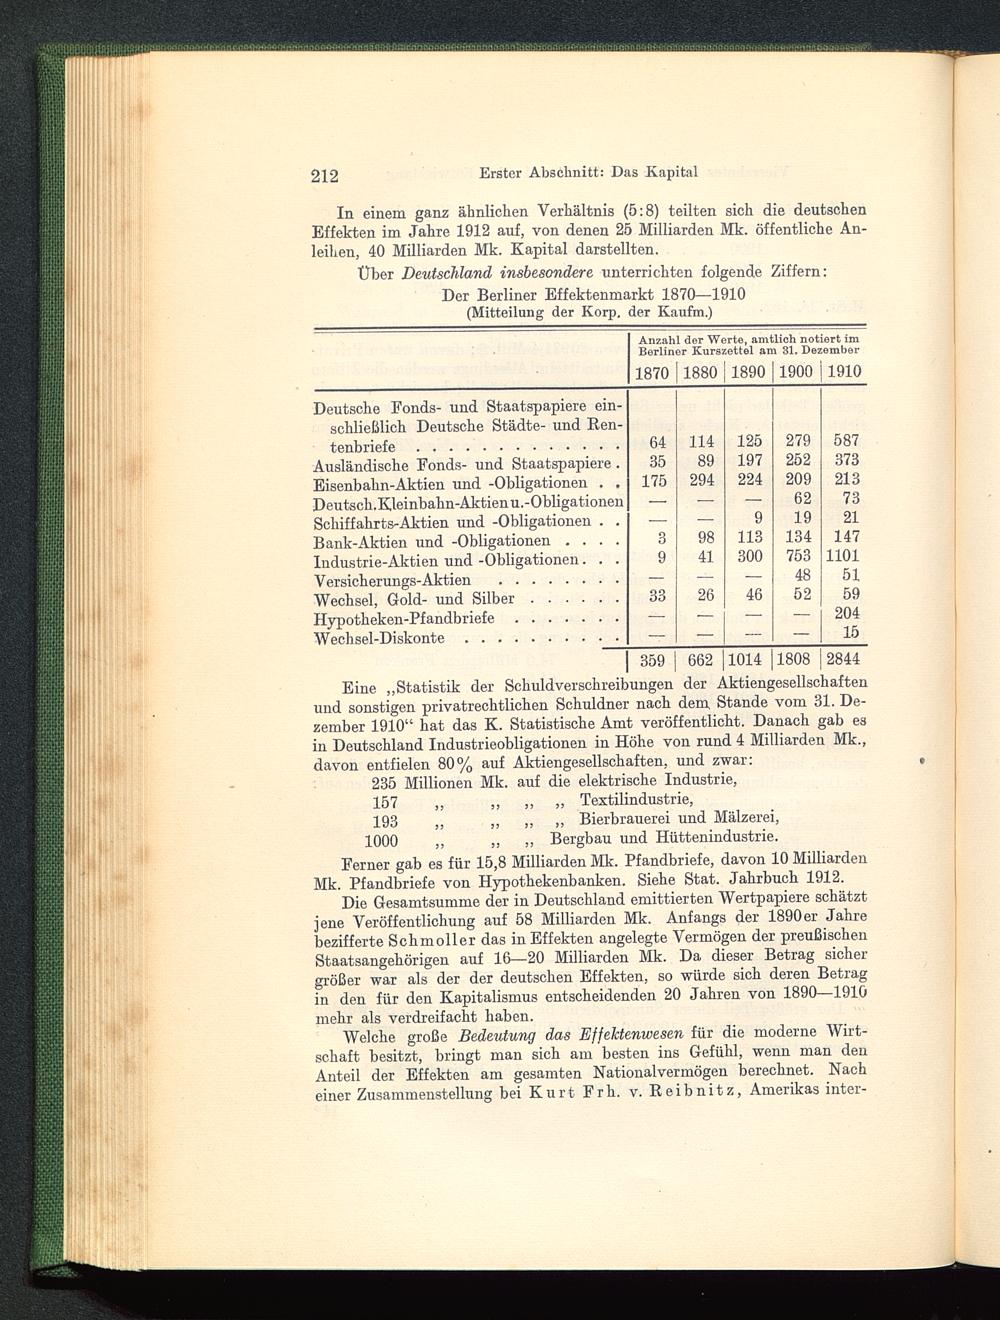 212 Erster Abschnitt: Das Kapital
In einem ganz ähnlichen Verhältnis (5:8) teilten sich die deutschen
Effekten im Jahre 1912 auf, von denen 25 Milliarden Mk. öffentliche An-
leihen, 40 Milliarden Mk. Kapital darstellten.
Über Deutschland insbesondere unterrichten folgende Ziffern:
Der Berliner Effektenmarkt 1870—1910
(Mitteilung der Korp. der Kaufm.)
Anzahl der Werte, amtlich notiert im
Berliner Kurszettel am 31. Dezember
1870 | 1880 | 1890 | 1900 | 1910
Deutsche Fonds- und Staatspapiere ein-
schließlich Deutsche Städte- und Ren-
tenbriefe . . . . . . . . . . . . . 64 114 125 279 587
Ausländische Fonds- und Staatspapiere . 35 89 197 252 373
Eisenbahn-Aktien und -Obligationen . . 175 294 224 209 213
Deutsch. Kleinbahn-Aktien u.-Obligationen — — — 62 73
Schiffahrts-Aktien und -Obligationen . . — — 9 19 21
Bank-Aktien und -Obligationen . . . . 3 98 113 134 147
Industrie-Aktien und -Obligationen. . . 9 41 300 753 1101
Versicherungs-Aktien . . . . . . . . — — — 48 51
Wechsel, Gold- und Silber . . . . . . 33 26 46 52 59
Hypotheken-Pfandbriefe . . . . . . . — — — — 204
Wechsel-Diskonte . . . . . . . . . . — — — — 15
359 | 662 | 1014 | 1808 | 2844
Eine „Statistik der Schuldverschreibungen der Aktiengesellschaften
und sonstigen privatrechtlichen Schuldner nach dem Stande vom 31. De-
zember 1910“ hat das K. Statistische Amt veröffentlicht. Danach gab es
in Deutschland Industrieobligationen in Höhe von rund 4 Milliarden Mk.,
davon entfielen 80% auf Aktiengesellschaften, und zwar:
235 Millionen Mk. auf die elektrische Industrie,
157 „ „ „ „ Textilindustrie,
193 „ „ „ „ Bierbrauerei und Mälzerei,
1000 „ „ „ Bergbau und Hüttenindustrie.
Ferner gab es für 15,8 Milliarden Mk. Pfandbriefe, davon 10 Milliarden
Mk. Pfandbriefe von Hypothekenbanken. Siehe Stat. Jahrbuch 1912.
Die Gesamtsumme der in Deutschland emittierten Wertpapiere schätzt
jene Veröffentlichung auf 58 Milliarden Mk. Anfangs der 1890er Jahre
bezifferte Schmoller das in Effekten angelegte Vermögen der preußischen
Staatsangehörigen auf 16—20 Milliarden Mk. Da dieser Betrag sicher
größer war als der der deutschen Effekten, so würde sich deren Betrag
in den für den Kapitalismus entscheidenden 20 Jahren von 1890—1910
mehr als verdreifacht haben.
Welche große Bedeutung das Effektenwesen für die moderne Wirt-
schaft besitzt, bringt man sich am besten ins Gefühl, wenn man den
Anteil der Effekten am gesamten Nationalvermögen berechnet. Nach
einer Zusammenstellung bei Kurt Frh. v. Reibnitz, Amerikas inter-